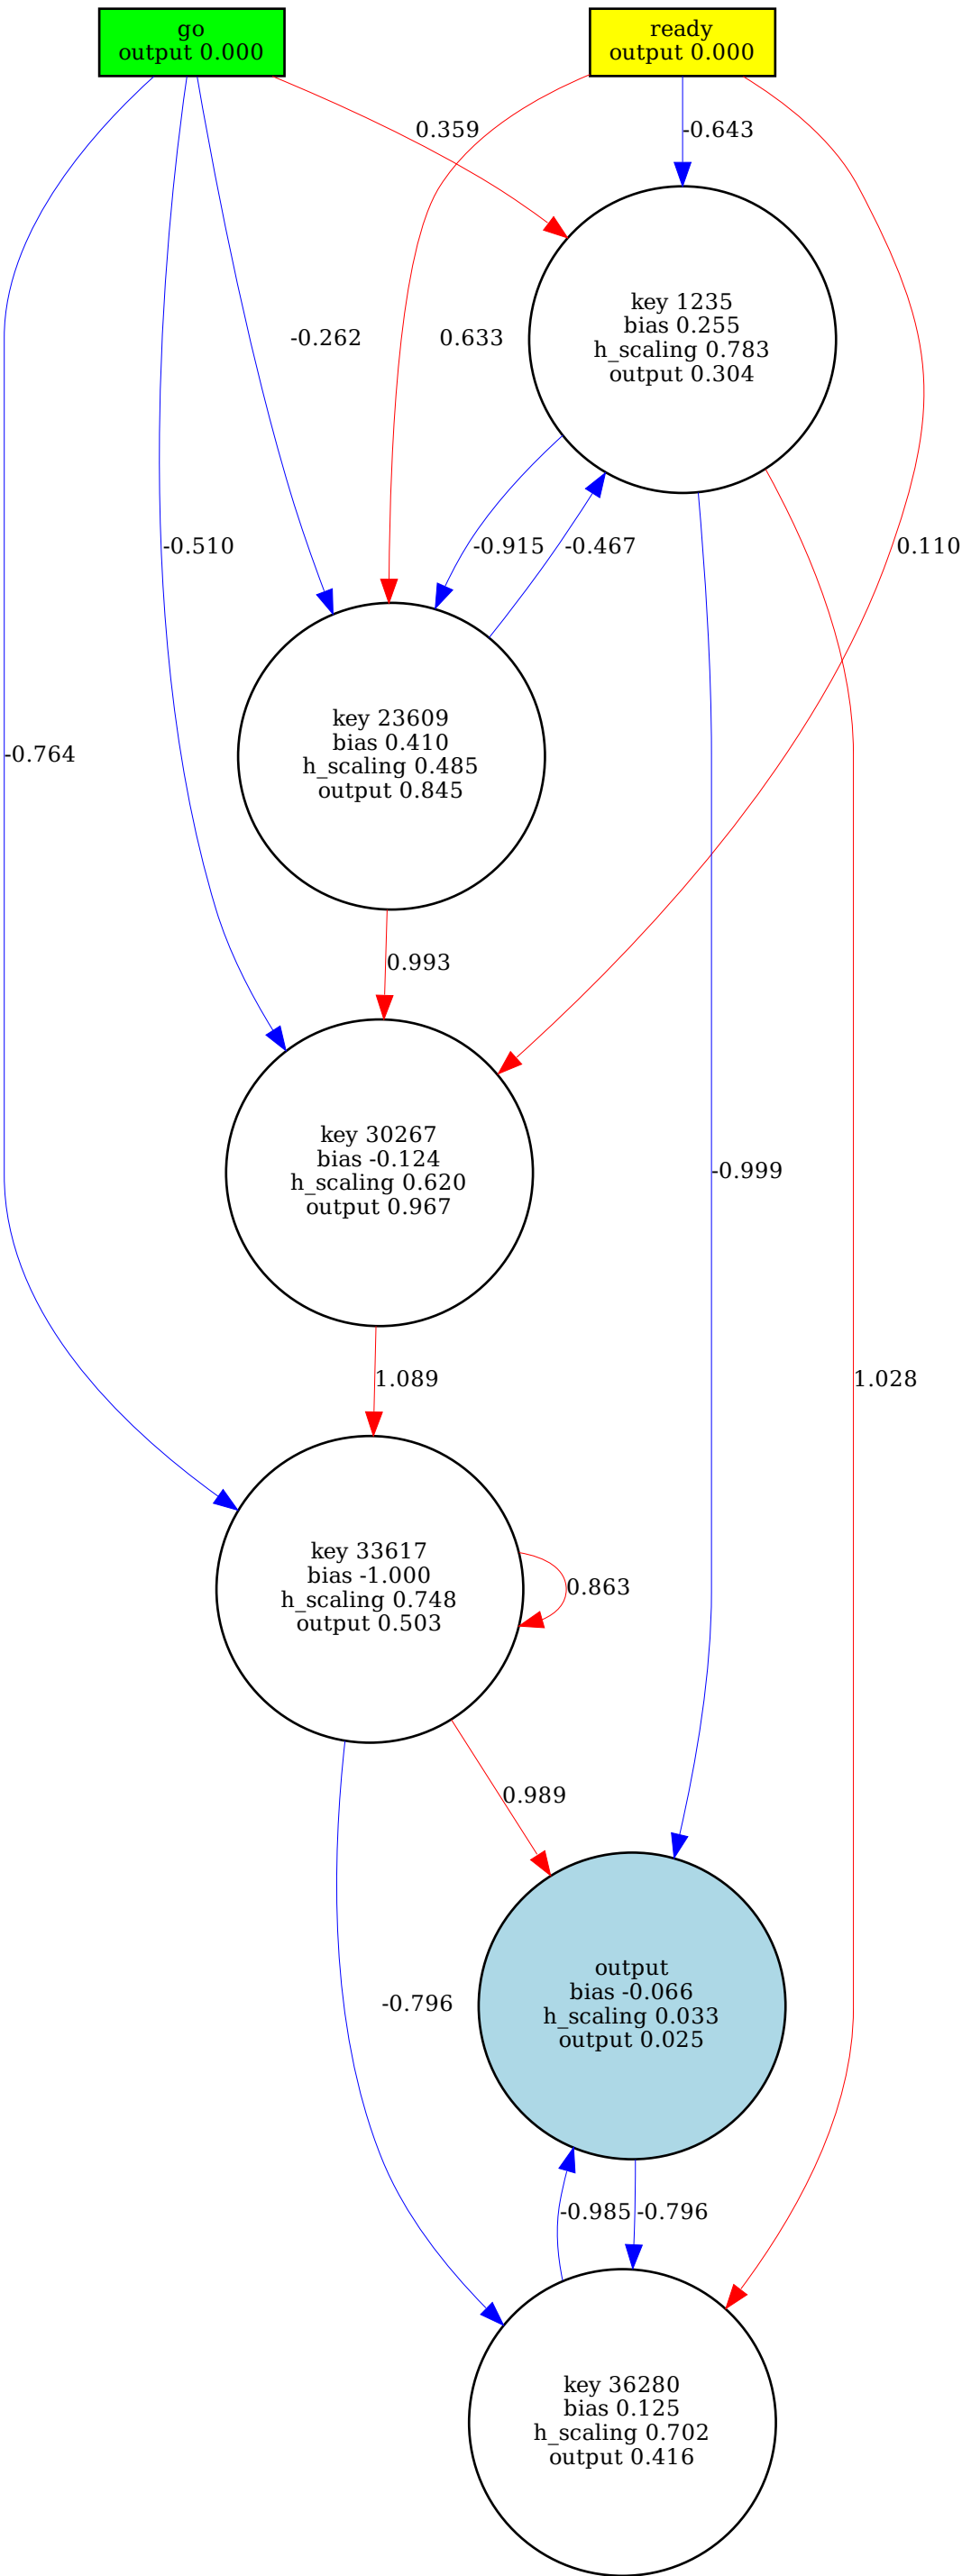 go
output 0.000
ready
output 0.000
0.359
-0.643
key 1235
bias 0.255
h_scaling 0.783
output 0.304
-0.262
0.633
-0.510
-0.915
-0.467
0.110
key 23609
bias 0.410
h_scaling 0.485
output 0.845
-0.764
0.993
key 30267
bias -0.124
h_scaling 0.620
output 0.967
-0.999
1.089
1.028
key 33617
bias -1.000
h_scaling 0.748
output 0.503
0.863
0.989
output
bias -0.066
h_scaling 0.033
output 0.025
-0.796
-0.985
-0.796
key 36280
bias 0.125
h_scaling 0.702
output 0.416